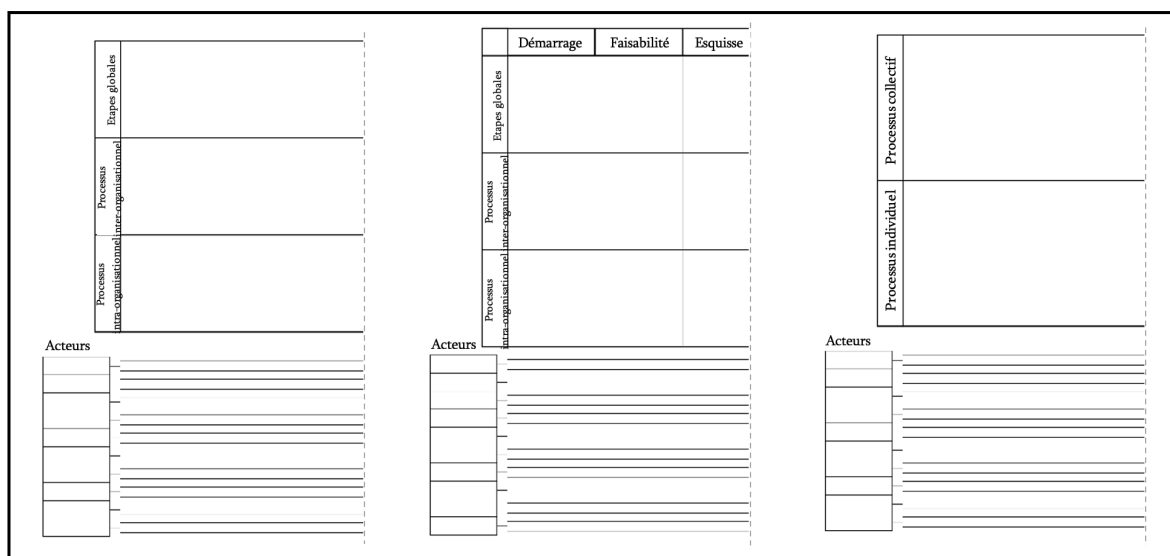 Etapes globales
Processus
inter-organisationnel
Processus
intra-organisationnel
Acteurs
Démarrage
Faisabilité
Esquisse
Etapes globales
Processus
inter-organisationnel
Processus
intra-organisationnel
Acteurs
Processus collectif
Processus individuel
Acteurs